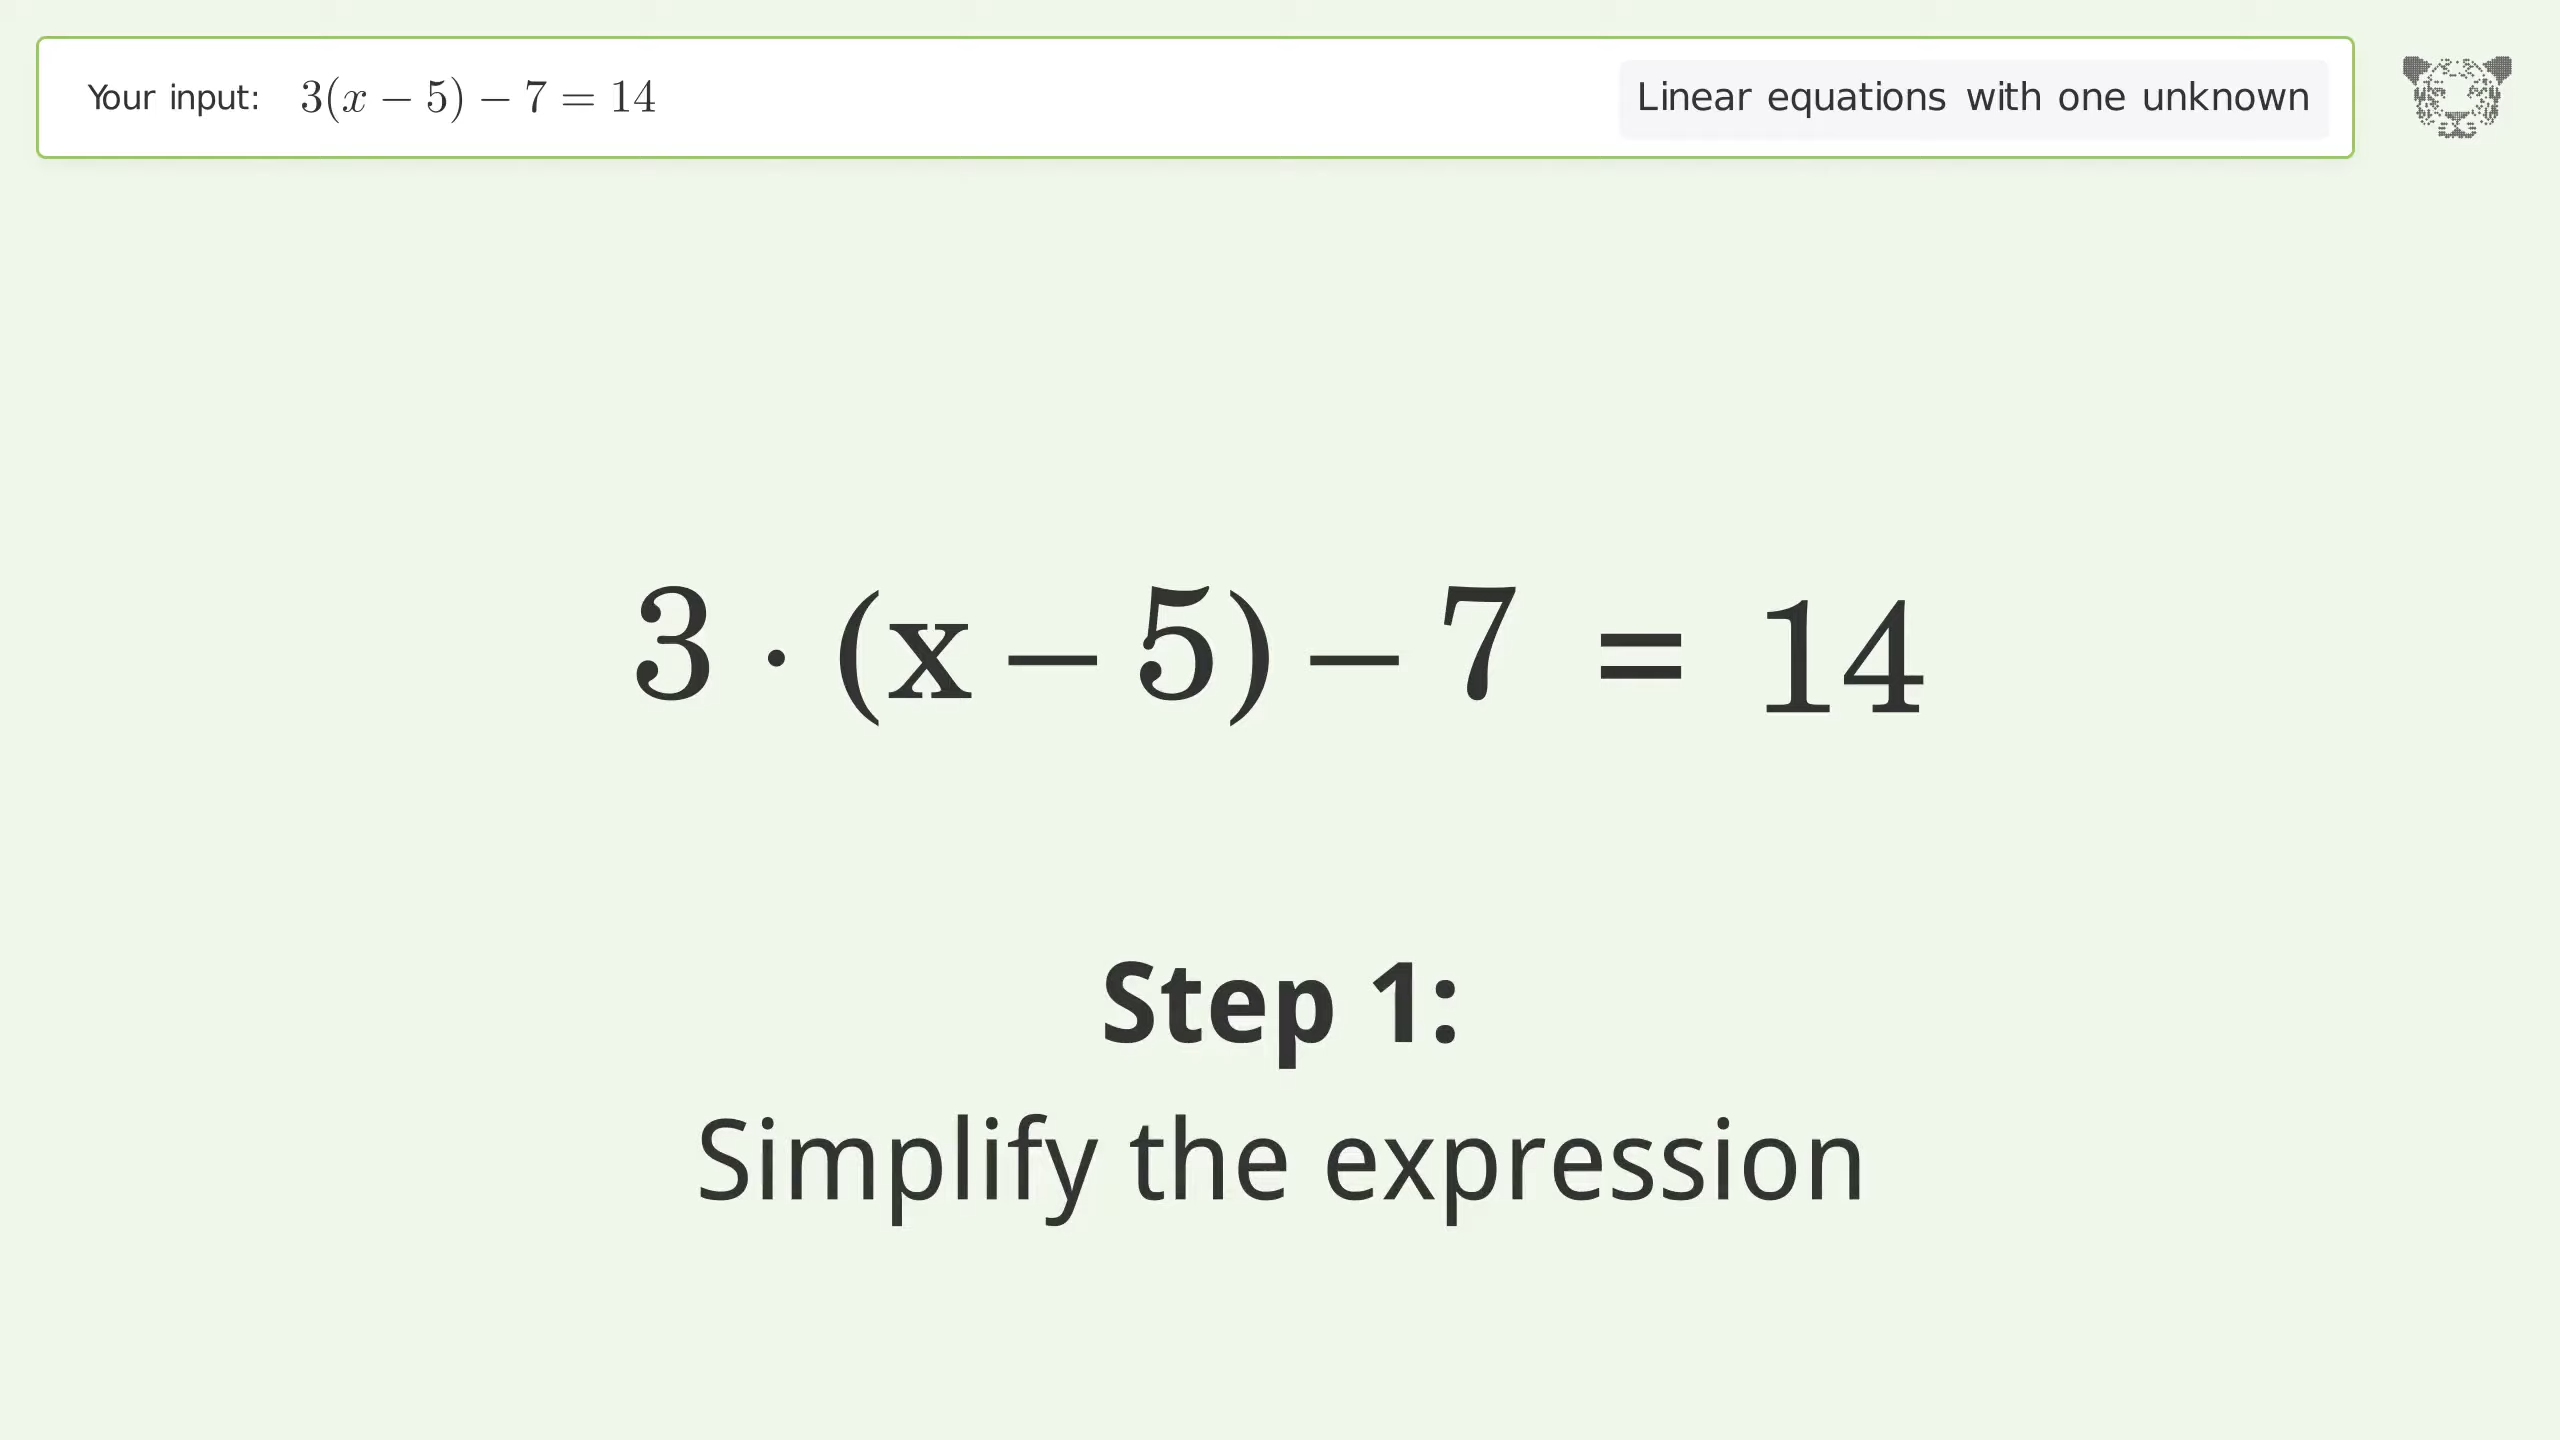 Your input: 3(x − 5) − 7 = 14 Linear equations with one unknown
3 · (x − 5) − 7 = 14
Step 1:
Simplify the expression